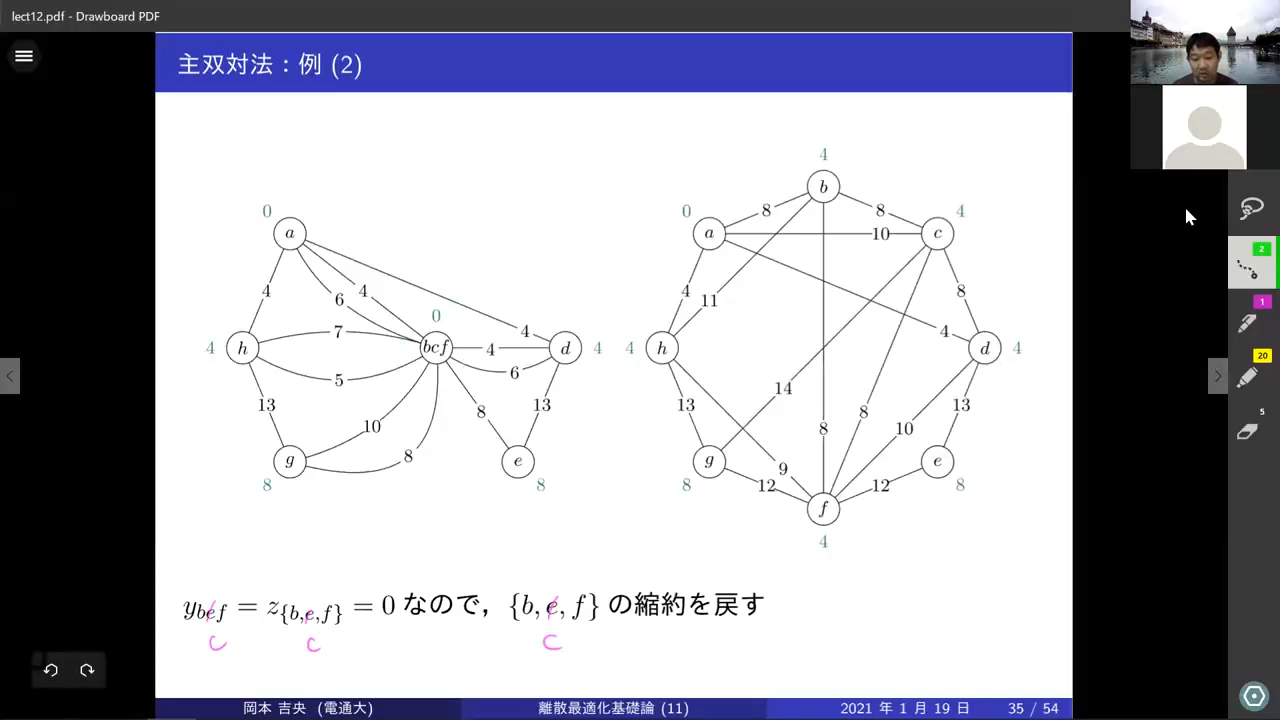 lect12.pdf - Drawboard PDF
主双対法：例 (2)
0
a
4
6
4
0
4
h
7
5
bcf
4
6
4
d
4
13
10
8
8
13
g
8
e
8
4
b
0
a
8
8
c
4
10
4
11
8
4
4
h
d
4
14
13
8
8
10
13
g
8
9
12
12
e
8
f
4
y_{bef} = z_{\{b,e,f\}} = 0 なので，{b, e, f} の縮約を戻す
c c c
岡本 吉央 (電通大) 離散最適化基礎論 (11) 2021 年 1 月 19 日 35 / 54
2
1
20
5